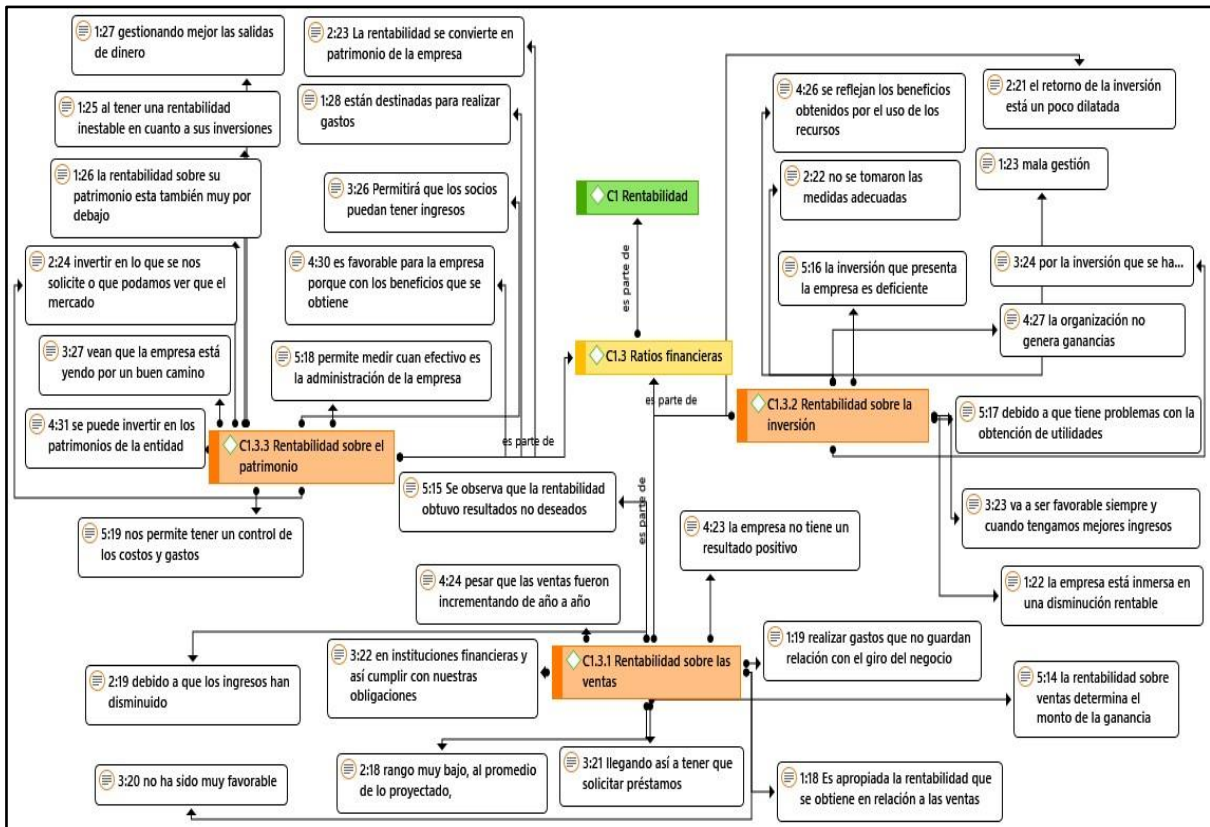 1:27 gestionando mejor las salidas
de dinero
2:23 La rentabilidad se convierte en
patrimonio de la empresa
1:25 al tener una rentabilidad
inestable en cuanto a sus inversiones
1:28 están destinadas para realizar
gastos
1:26 la rentabilidad sobre su
patrimonio esta también muy por
debajo
3:26 Permitirá que los socios
puedan tener ingresos
2:24 invertir en lo que se nos
solicite o que podamos ver que el
mercado
4:30 es favorable para la empresa
porque con los beneficios que se
obtiene
3:27 vean que la empresa está
yendo por un buen camino
5:18 permite medir cuan efectivo es
la administración de la empresa
4:31 se puede invertir en los
patrimonios de la entidad
C1.3.3 Rentabilidad sobre el
patrimonio
es parte de
5:19 nos permite tener un control de
los costos y gastos
C1 Rentabilidad
es parte de
C1.3 Ratios financieras
es parte de
es parte de
4:26 se reflejan los beneficios
obtenidos por el uso de los
recursos
2:21 el retorno de la inversión
está un poco dilatada
2:22 no se tomaron las
medidas adecuadas
1:23 mala gestión
5:16 la inversión que presenta
la empresa es deficiente
3:24 por la inversión que se ha...
4:27 la organización no
genera ganancias
C1.3.2 Rentabilidad sobre la
inversión
5:17 debido a que tiene problemas con la
obtención de utilidades
3:23 va a ser favorable siempre y
cuando tengamos mejores ingresos
1:22 la empresa está inmersa en
una disminución rentable
5:15 Se observa que la rentabilidad
obtuvo resultados no deseados
4:23 la empresa no tiene un
resultado positivo
4:24 pesar que las ventas fueron
incrementando de año a año
3:22 en instituciones financieras y
así cumplir con nuestras
obligaciones
C1.3.1 Rentabilidad sobre las
ventas
1:19 realizar gastos que no guardan
relación con el giro del negocio
2:19 debido a que los ingresos han
disminuido
5:14 la rentabilidad sobre
ventas determina el
monto de la ganancia
3:20 no ha sido muy favorable
2:18 rango muy bajo, al promedio
de lo proyectado,
3:21 llegando así a tener que
solicitar préstamos
1:18 Es apropiada la rentabilidad que
se obtiene en relación a las ventas